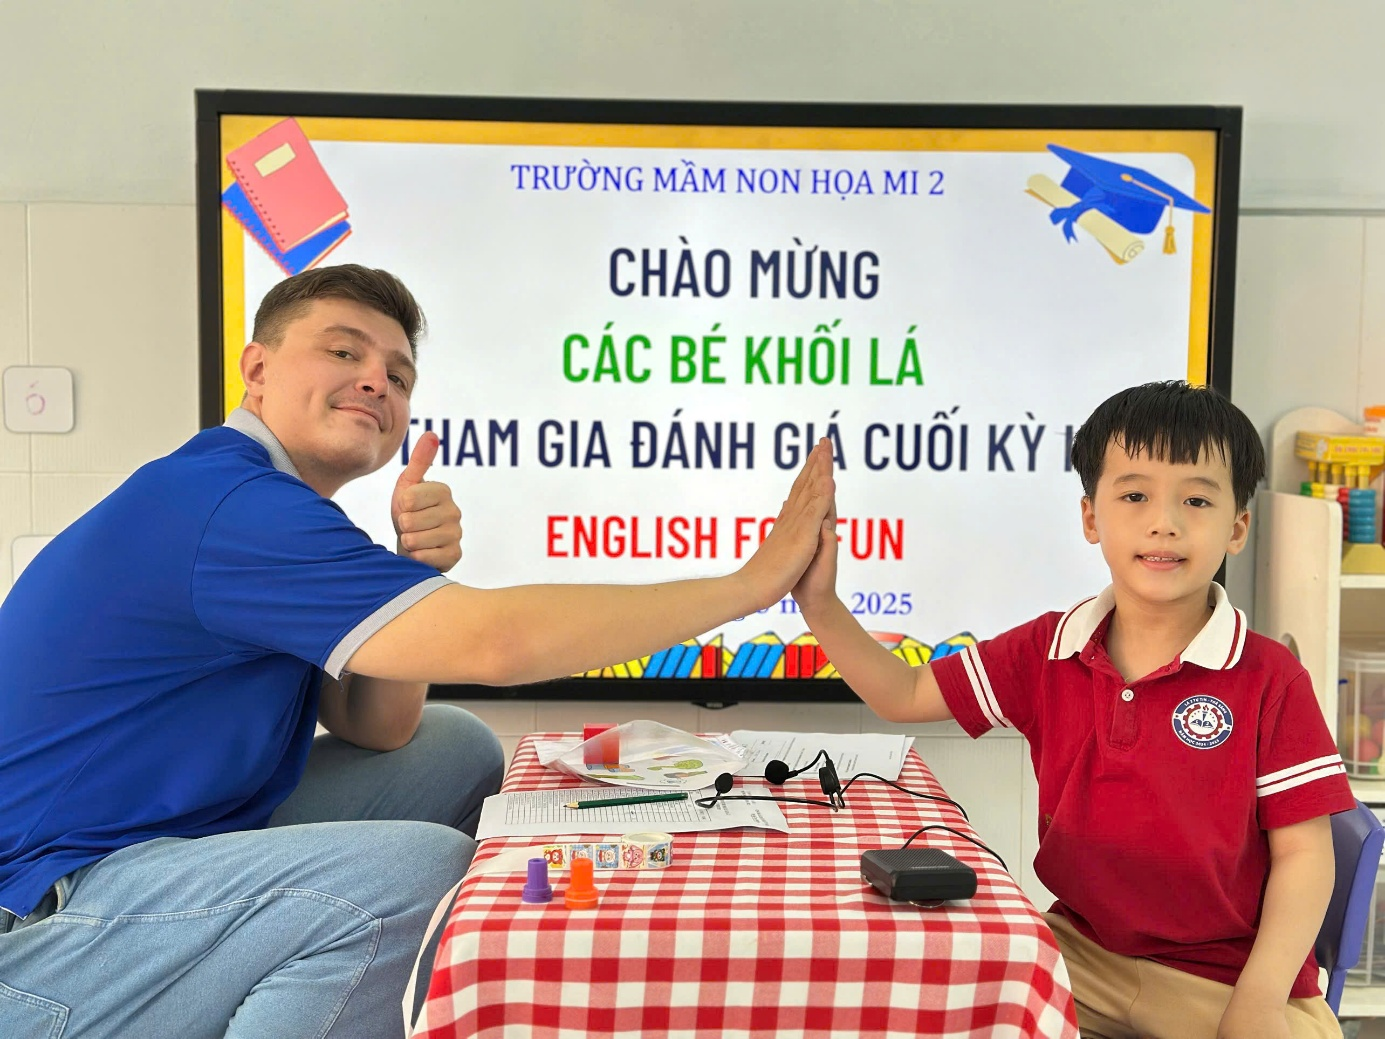 TRƯỜNG MẦM NON HỌA MI 2
CHÀO MỪNG
CÁC BÉ KHỐI LÁ
THAM GIA ĐÁNH GIÁ CUỐI KỲ
ENGLISH FUN
2025